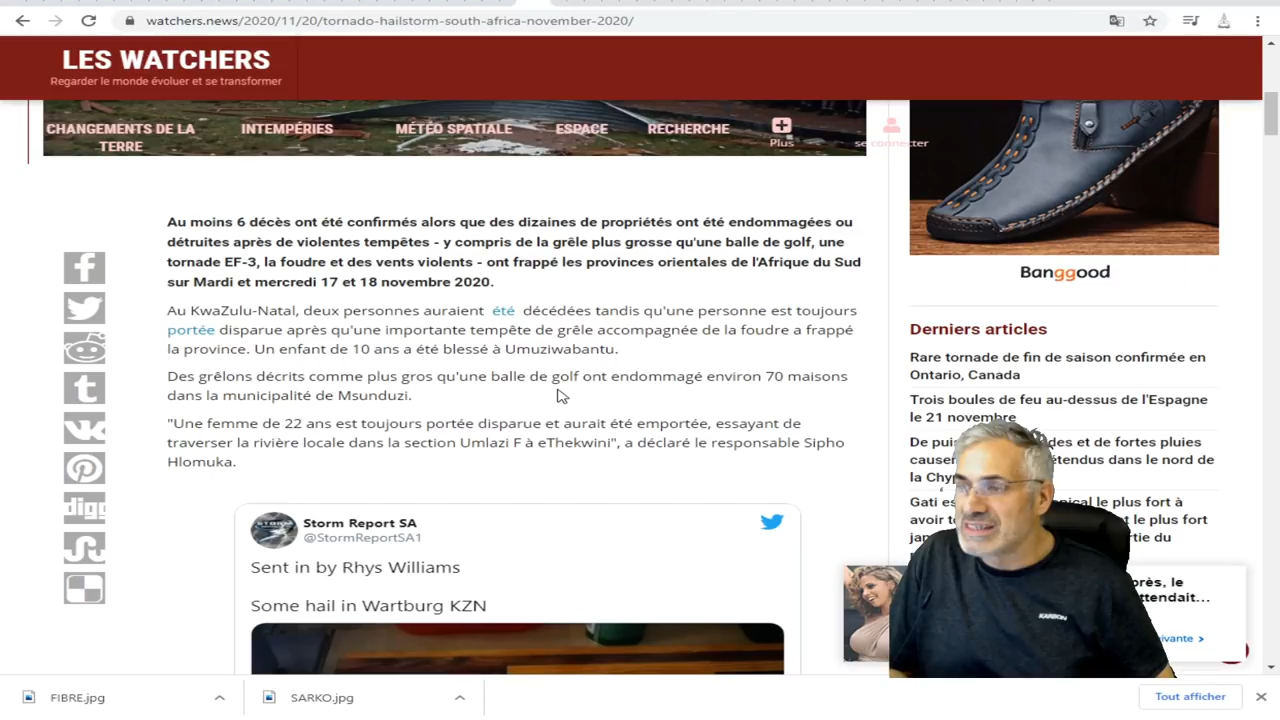 watchers.news/2020/11/20/tornado-hailstorm-south-africa-november-2020/
LES WATCHERS
Regarder le monde évoluer et se transformer
CHANGEMENTS DE LA
TERRE
INTEMPÉRIES
MÉTÉO SPATIALE
ESPACE
RECHERCHE
Plus
se connecter
Au moins 6 décès ont été confirmés alors que des dizaines de propriétés ont été endommagées ou
détruites après de violentes tempêtes - y compris de la grêle plus grosse qu'une balle de golf, une
tornade EF-3, la foudre et des vents violents - ont frappé les provinces orientales de l'Afrique du Sud
sur Mardi et mercredi 17 et 18 novembre 2020.
Au KwaZulu-Natal, deux personnes auraient été décédées tandis qu'une personne est toujours
portée disparue après qu'une importante tempête de grêle accompagnée de la foudre a frappé
la province. Un enfant de 10 ans a été blessé à Umuziwabantu.
Des grêlons décrits comme plus gros qu'une balle de golf ont endommagé environ 70 maisons
dans la municipalité de Msunduzi.
"Une femme de 22 ans est toujours portée disparue et aurait été emportée, essayant de
traverser la rivière locale dans la section Umlazi F à eThekwini", a déclaré le responsable Sipho
Hlomuka.
Storm Report SA
@StormReportSA1
Sent in by Rhys Williams
Some hail in Wartburg KZN
digg
Banggood
Derniers articles
Rare tornade de fin de saison confirmée en
Ontario, Canada
Trois boules de feu au-dessus de l'Espagne
le 21 novembre
De des et de fortes pluies
causer tendus dans le nord de
la Chy
Gati es pical le plus fort à
avoir t t le plus fort
jan rtie du
près, le
ttendait...
ivante >
KARBON
FIBRE.jpg
SARKO.jpg
Tout afficher